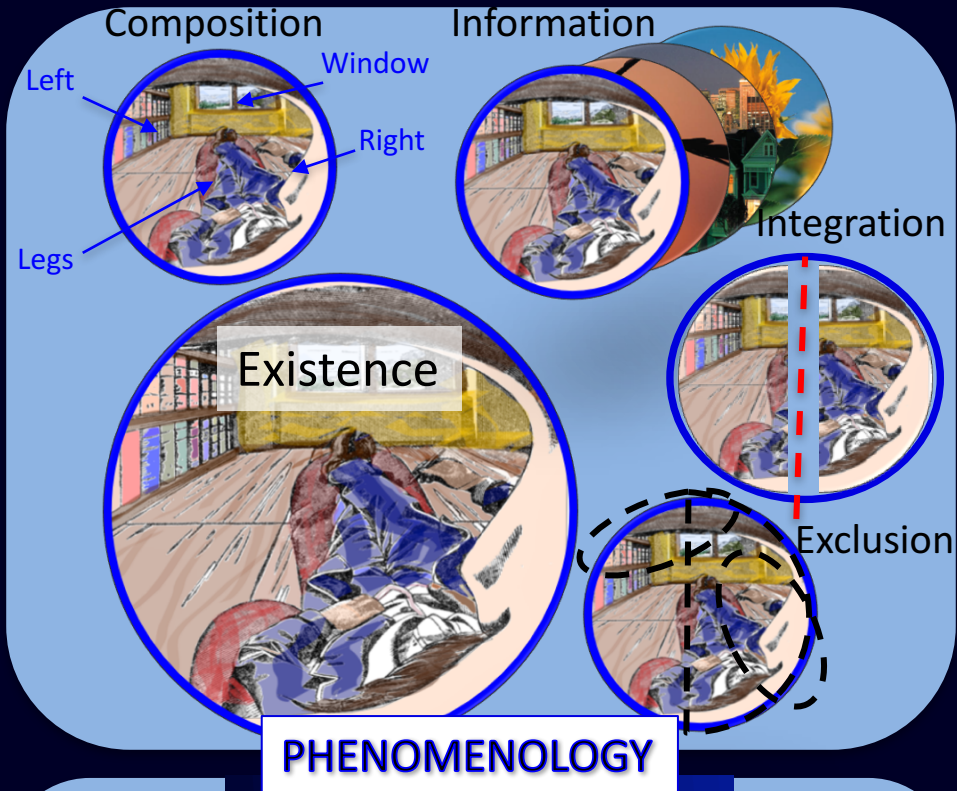 Composition
Information
Left
Window
Right
Legs
Integration
Existence
Exclusion
PHENOMENOLOGY